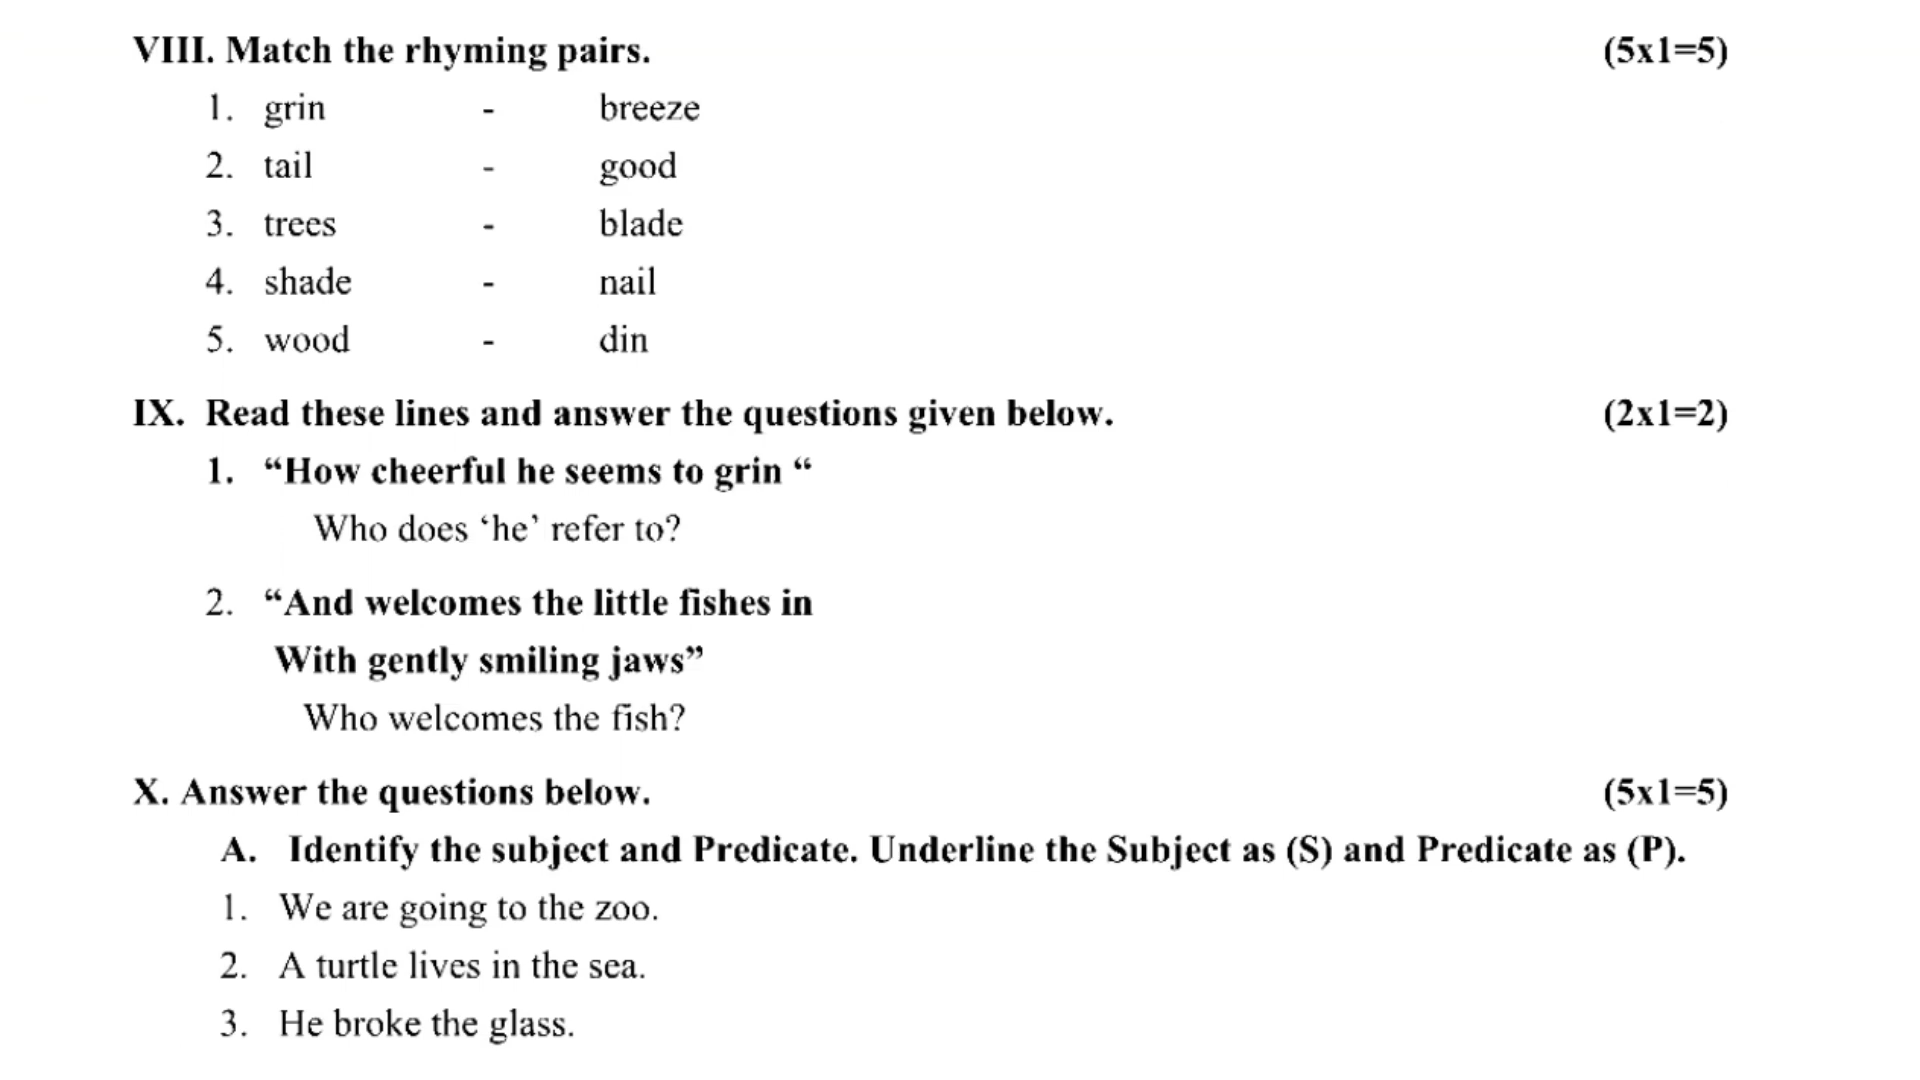 VIII. Match the rhyming pairs. (5x1=5)
1. grin - breeze
2. tail - good
3. trees - blade
4. shade - nail
5. wood - din
IX. Read these lines and answer the questions given below. (2x1=2)
1. “How cheerful he seems to grin “
Who does ‘he’ refer to?
2. “And welcomes the little fishes in
With gently smiling jaws”
Who welcomes the fish?
X. Answer the questions below. (5x1=5)
A. Identify the subject and Predicate. Underline the Subject as (S) and Predicate as (P).
1. We are going to the zoo.
2. A turtle lives in the sea.
3. He broke the glass.